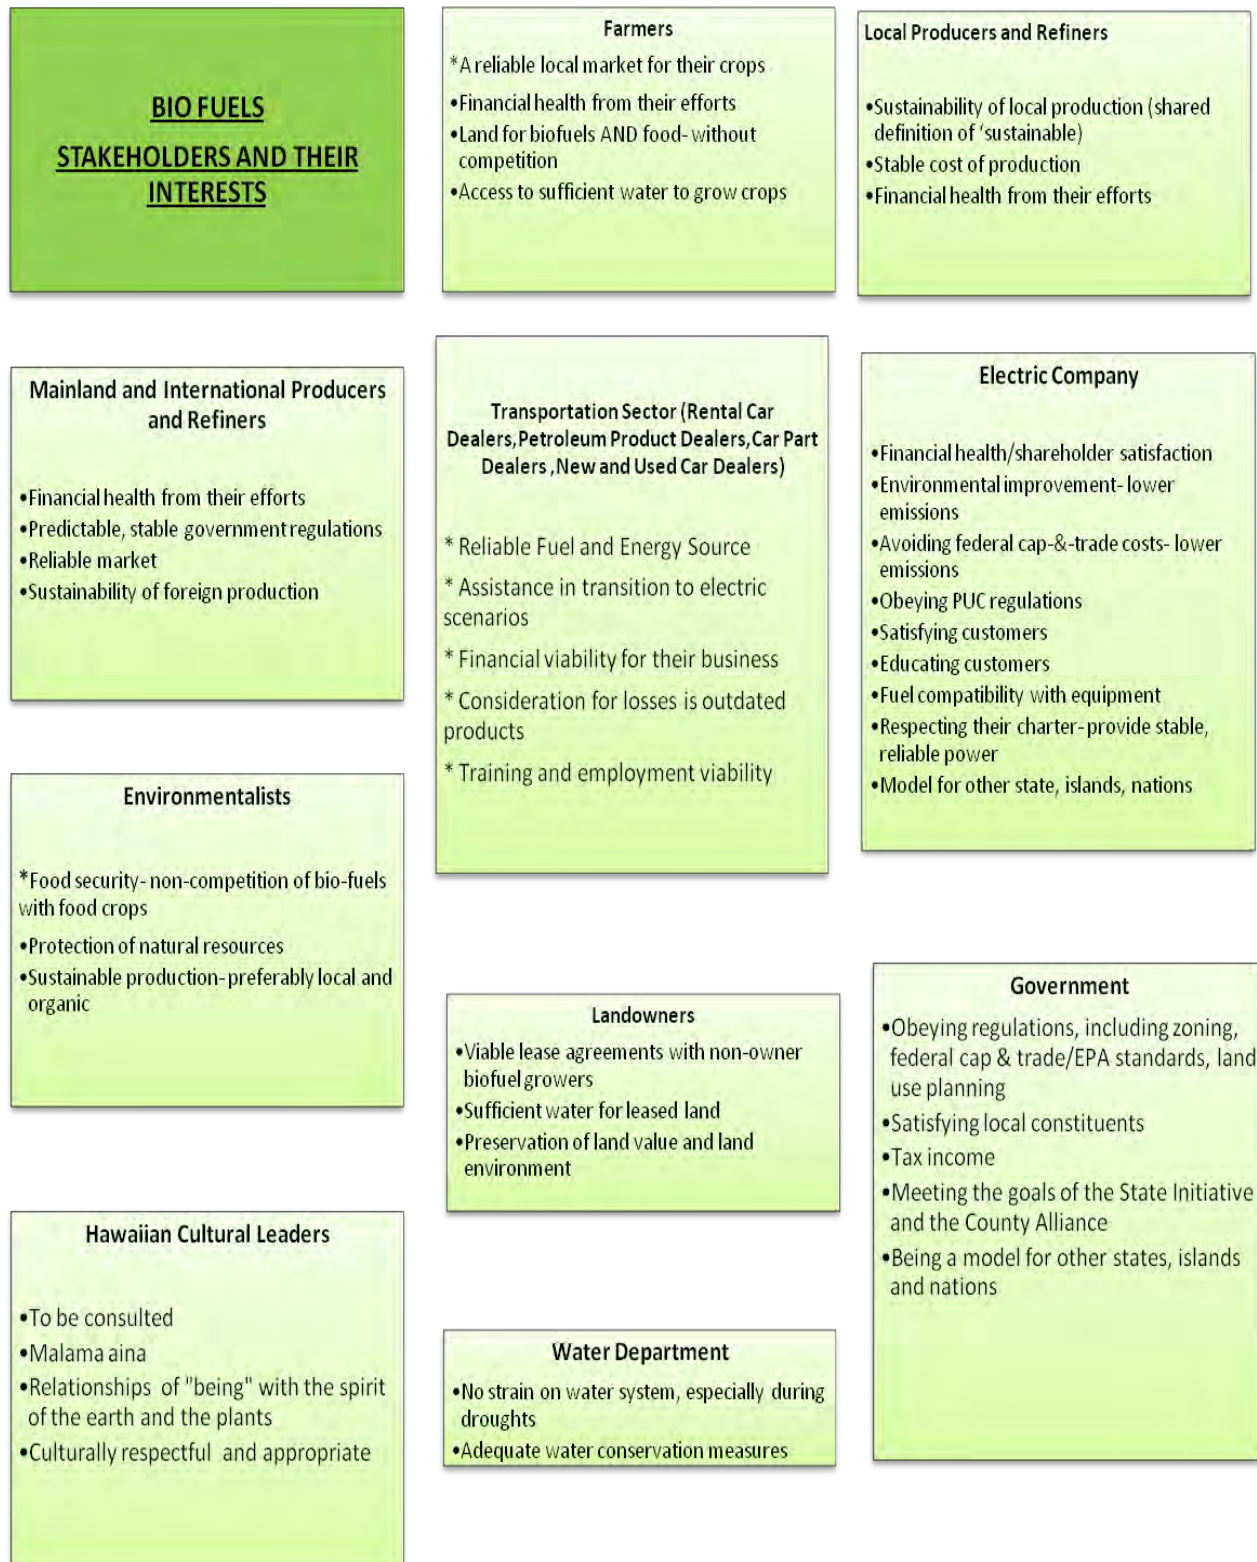 BIO FUELS
STAKEHOLDERS AND THEIR
INTERESTS
Farmers
*A reliable local market for their crops
•Financial health from their efforts
•Land for biofuels AND food- without
competition
•Access to sufficient water to grow crops
Local Producers and Refiners
•Sustainability of local production (shared
definition of ‘sustainable)
•Stable cost of production
•Financial health from their efforts
Mainland and International Producers
and Refiners
•Financial health from their efforts
•Predictable, stable government regulations
•Reliable market
•Sustainability of foreign production
Transportation Sector (Rental Car
Dealers,Petroleum Product Dealers,Car Part
Dealers ,New and Used Car Dealers)
* Reliable Fuel and Energy Source
* Assistance in transition to electric
scenarios
* Financial viability for their business
* Consideration for losses is outdated
products
* Training and employment viability
Electric Company
•Financial health/shareholder satisfaction
•Environmental improvement- lower
emissions
•Avoiding federal cap-&-trade costs- lower
emissions
•Obeying PUC regulations
•Satisfying customers
•Educating customers
•Fuel compatibility with equipment
•Respecting their charter- provide stable,
reliable power
•Model for other state, islands, nations
Environmentalists
*Food security- non-competition of bio-fuels
with food crops
•Protection of natural resources
•Sustainable production- preferably local and
organic
Landowners
•Viable lease agreements with non-owner
biofuel growers
•Sufficient water for leased land
•Preservation of land value and land
environment
Government
•Obeying regulations, including zoning,
federal cap & trade/EPA standards, land
use planning
•Satisfying local constituents
•Tax income
•Meeting the goals of the State Initiative
and the County Alliance
•Being a model for other states, islands
and nations
Hawaiian Cultural Leaders
•To be consulted
•Malama aina
•Relationships of "being" with the spirit
of the earth and the plants
•Culturally respectful and appropriate
Water Department
•No strain on water system, especially during
droughts
•Adequate water conservation measures